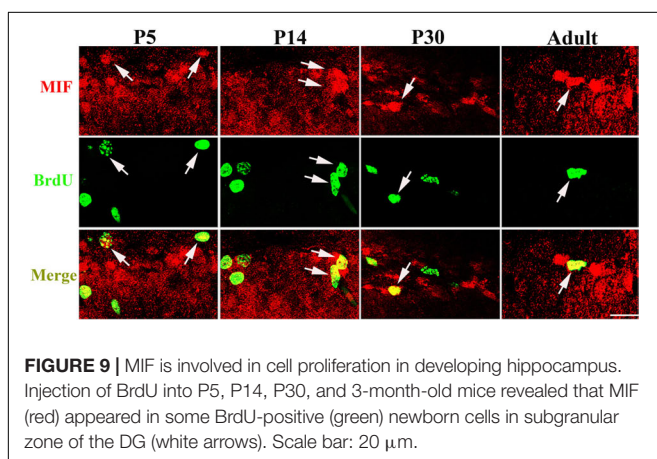 P5 P14 P30 Adult
MIF
BrdU
Merge
FIGURE 9 | MIF is involved in cell proliferation in developing hippocampus.
Injection of BrdU into P5, P14, P30, and 3-month-old mice revealed that MIF
(red) appeared in some BrdU-positive (green) newborn cells in subgranular
zone of the DG (white arrows). Scale bar: 20 μm.